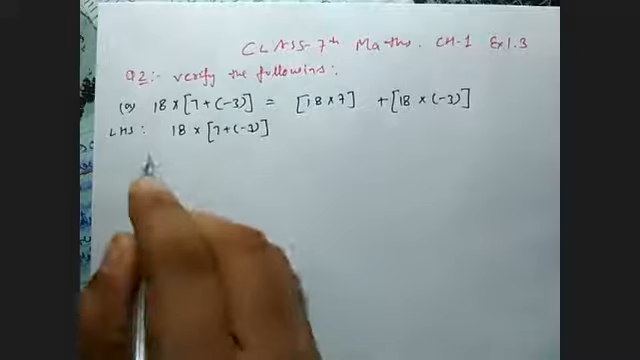 CLASS-7th Maths. CH-1 Ex1.3
Q2:- verify the followins:
(a) 18 × [7 + (-3)] = [18 × 7] + [18 × (-3)]
LHS: 18 × [7 + (-3)]